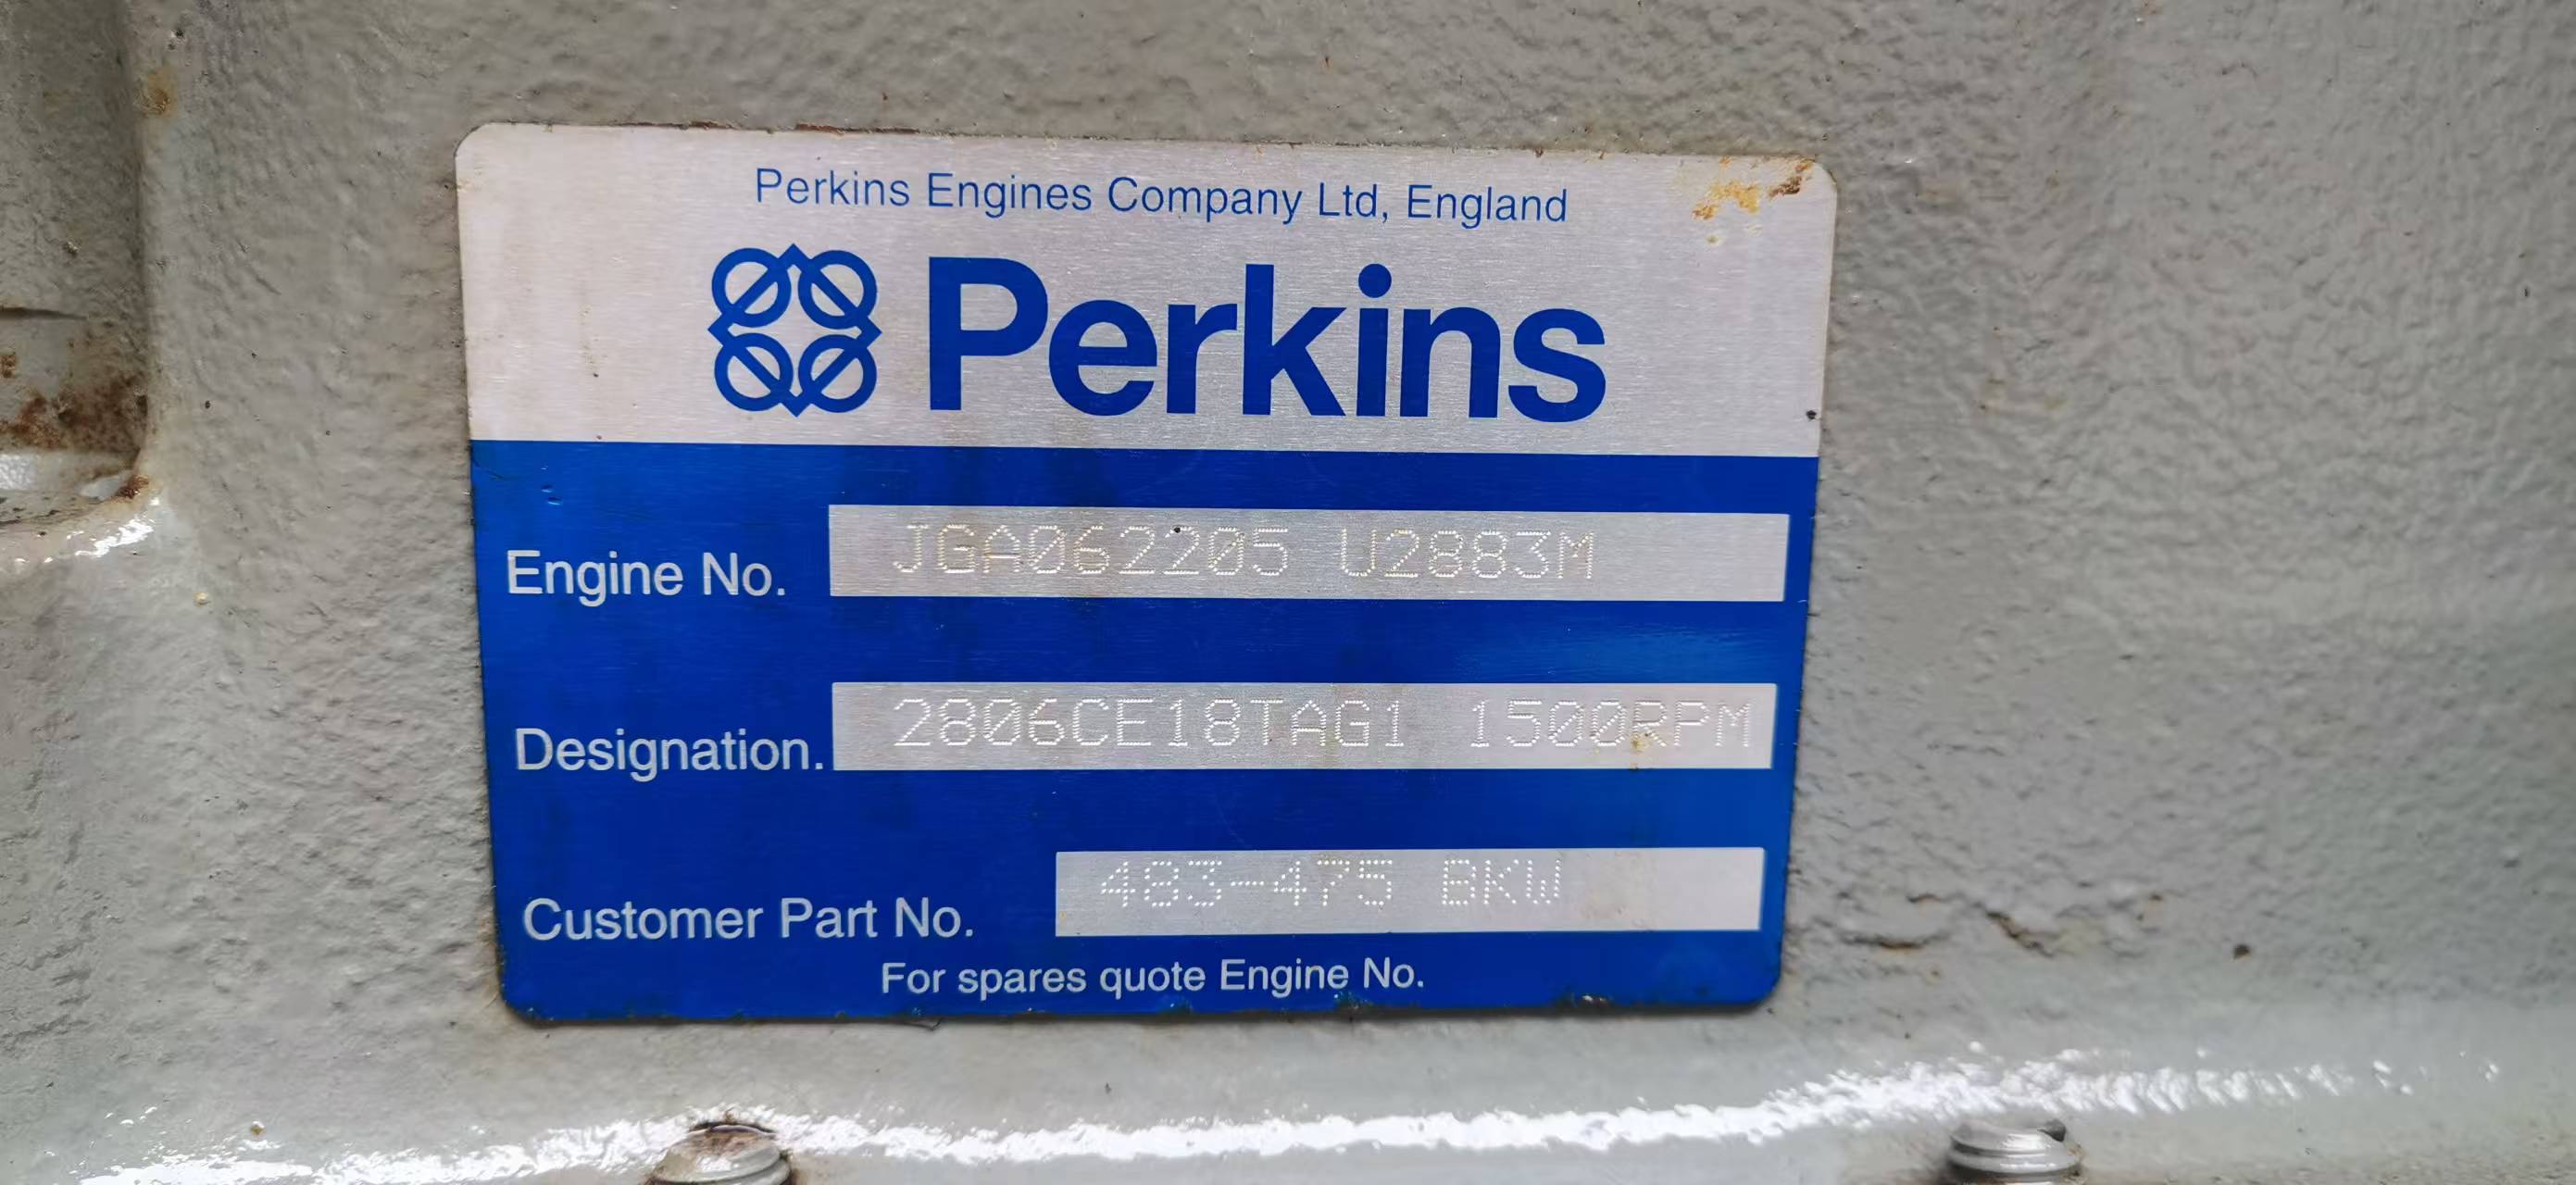 Perkins Engines Company Ltd, England
Perkins
Engine No. JGA062205 U2883M
Designation. 2806CE18TAG1 1500RPM
Customer Part No. 483-475 BKW
For spares quote Engine No.